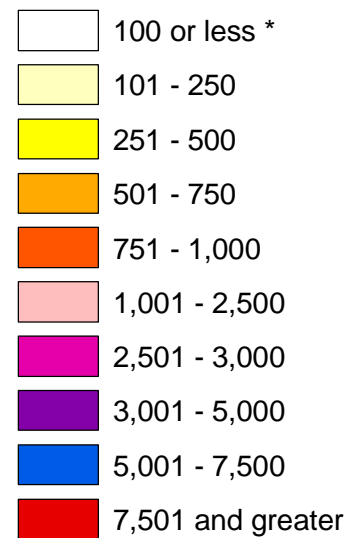 100 or less *
101 - 250
251 - 500
501 - 750
751 - 1,000
1,001 - 2,500
2,501 - 3,000
3,001 - 5,000
5,001 - 7,500
7,501 and greater